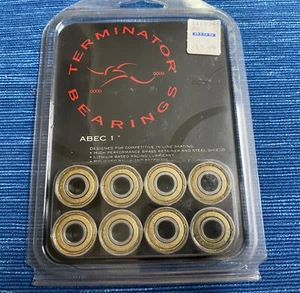 TERMINATOR
BEARINGS
ABEC 1
DESIGNED FOR COMPETITIVE IN LINE SKATING
• HIGH PERFORMANCE BRASS RETAINER AND STEEL SHIELD
• LITHIUM BASED RACING LUBRICANT